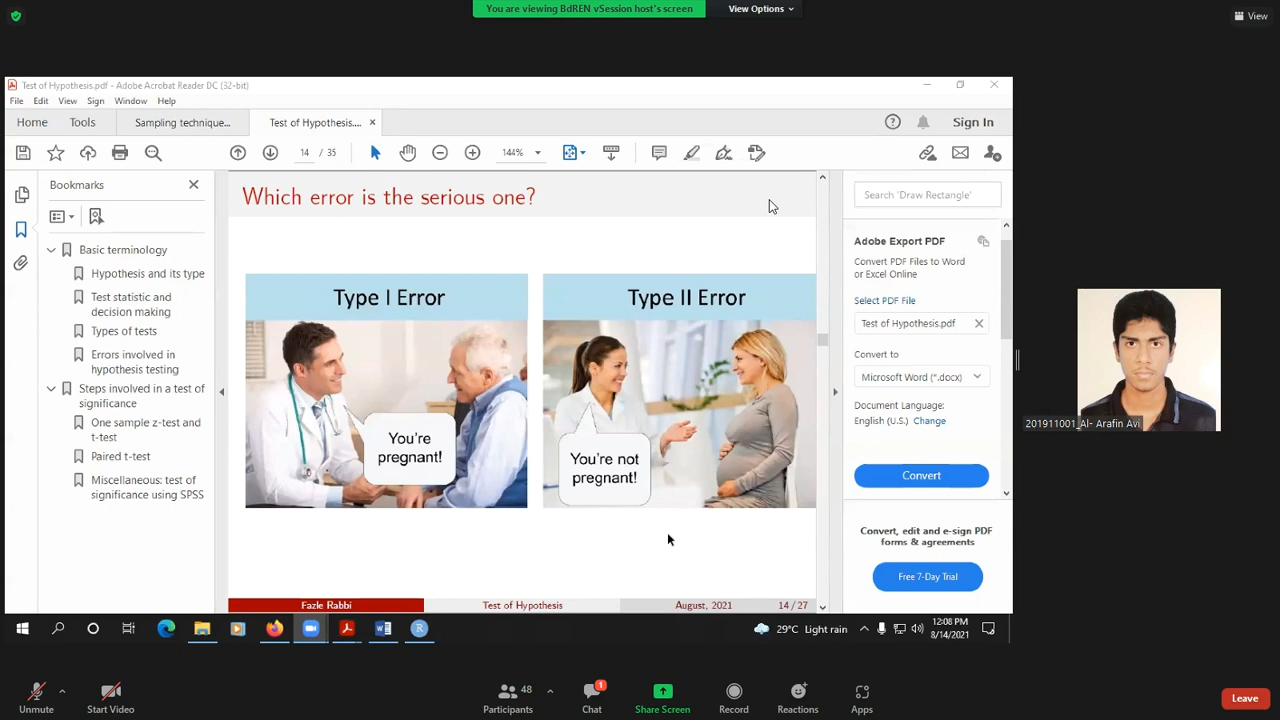 You are viewing BdREN vSession host's screen
View Options
View
Test of Hypothesis.pdf - Adobe Acrobat Reader DC (32-bit)
File Edit View Sign Window Help
Home Tools Sampling technique... Test of Hypothesis....
Sign In
14 / 35
144%
Bookmarks
Basic terminology
Hypothesis and its type
Test statistic and
decision making
Types of tests
Errors involved in
hypothesis testing
Steps involved in a test of
significance
One sample z-test and
t-test
Paired t-test
Miscellaneous: test of
significance using SPSS
Which error is the serious one?
Type I Error
You're
pregnant!
Type II Error
You're not
pregnant!
Fazle Rabbi Test of Hypothesis August, 2021 14 / 27
Search 'Draw Rectangle'
Adobe Export PDF
Convert PDF Files to Word
or Excel Online
Select PDF File
Test of Hypothesis.pdf
Convert to
Microsoft Word (*.docx)
Document Language:
English (U.S.) Change
Convert
Convert, edit and e-sign PDF
forms & agreements
Free 7-Day Trial
201911001_Al- Arafin Avi
29°C Light rain
12:08 PM
8/14/2021
Unmute
Start Video
48
Participants
1
Chat
Share Screen
Record
Reactions
Apps
Leave